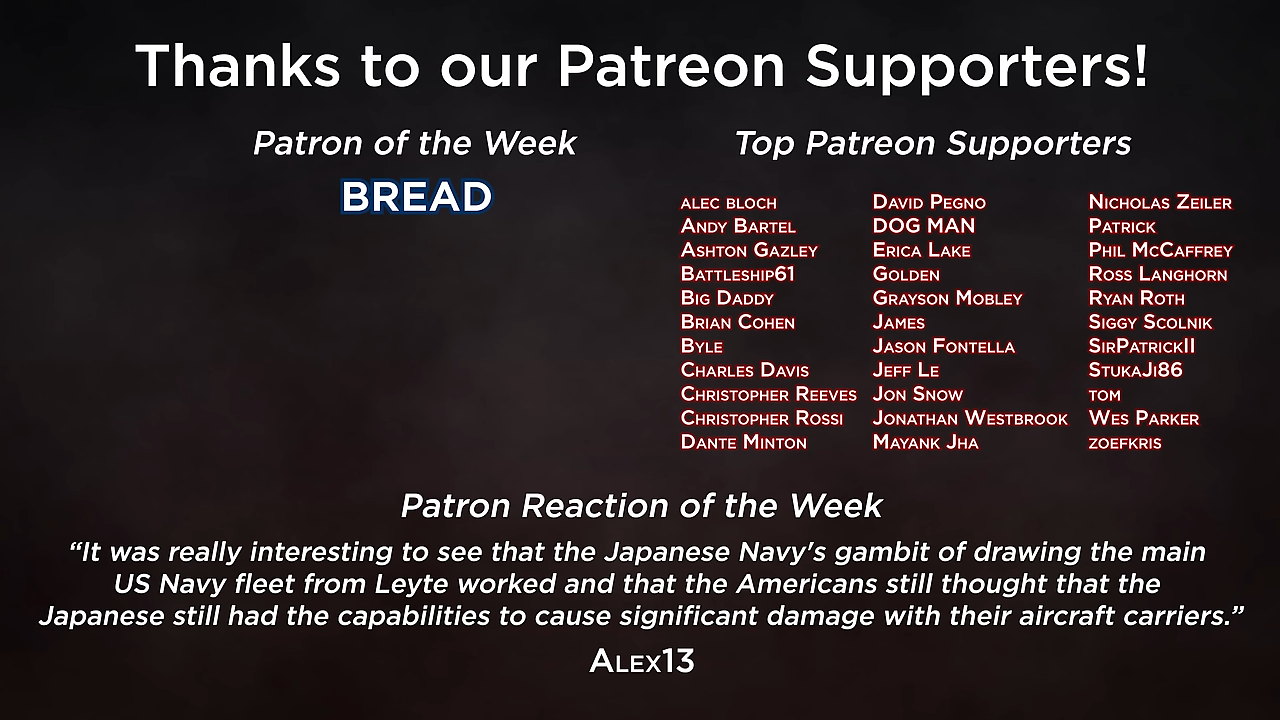 Thanks to our Patreon Supporters!
Patron of the Week
BREAD
Top Patreon Supporters
ALEC BLOCH
ANDY BARTEL
ASHTON GAZLEY
BATTLESHIP61
BIG DADDY
BRIAN COHEN
BYLE
CHARLES DAVIS
CHRISTOPHER REEVES
CHRISTOPHER ROSSI
DANTE MINTON
DAVID PEGNO
DOG MAN
ERICA LAKE
GOLDEN
GRAYSON MOBLEY
JAMES
JASON FONTELLA
JEFF LE
JON SNOW
JONATHAN WESTBROOK
MAYANK JHA
NICHOLAS ZEILER
PATRICK
PHIL MCCAFFREY
ROSS LANGHORN
RYAN ROTH
SIGGY SCOLNIK
SIRPATRICKII
STUKAJI86
TOM
WES PARKER
ZOEFKRIS
Patron Reaction of the Week
“It was really interesting to see that the Japanese Navy's gambit of drawing the main
US Navy fleet from Leyte worked and that the Americans still thought that the
Japanese still had the capabilities to cause significant damage with their aircraft carriers.”
ALEX13